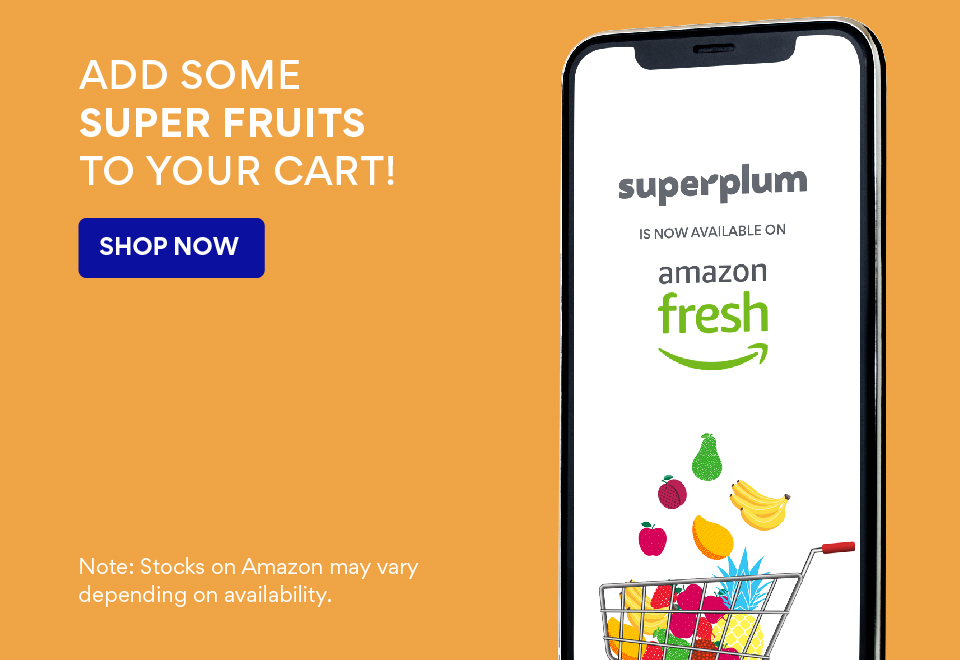 ADD SOME
SUPER FRUITS
TO YOUR CART!
SHOP NOW
superplum
IS NOW AVAILABLE ON
amazon
fresh
Note: Stocks on Amazon may vary
depending on availability.